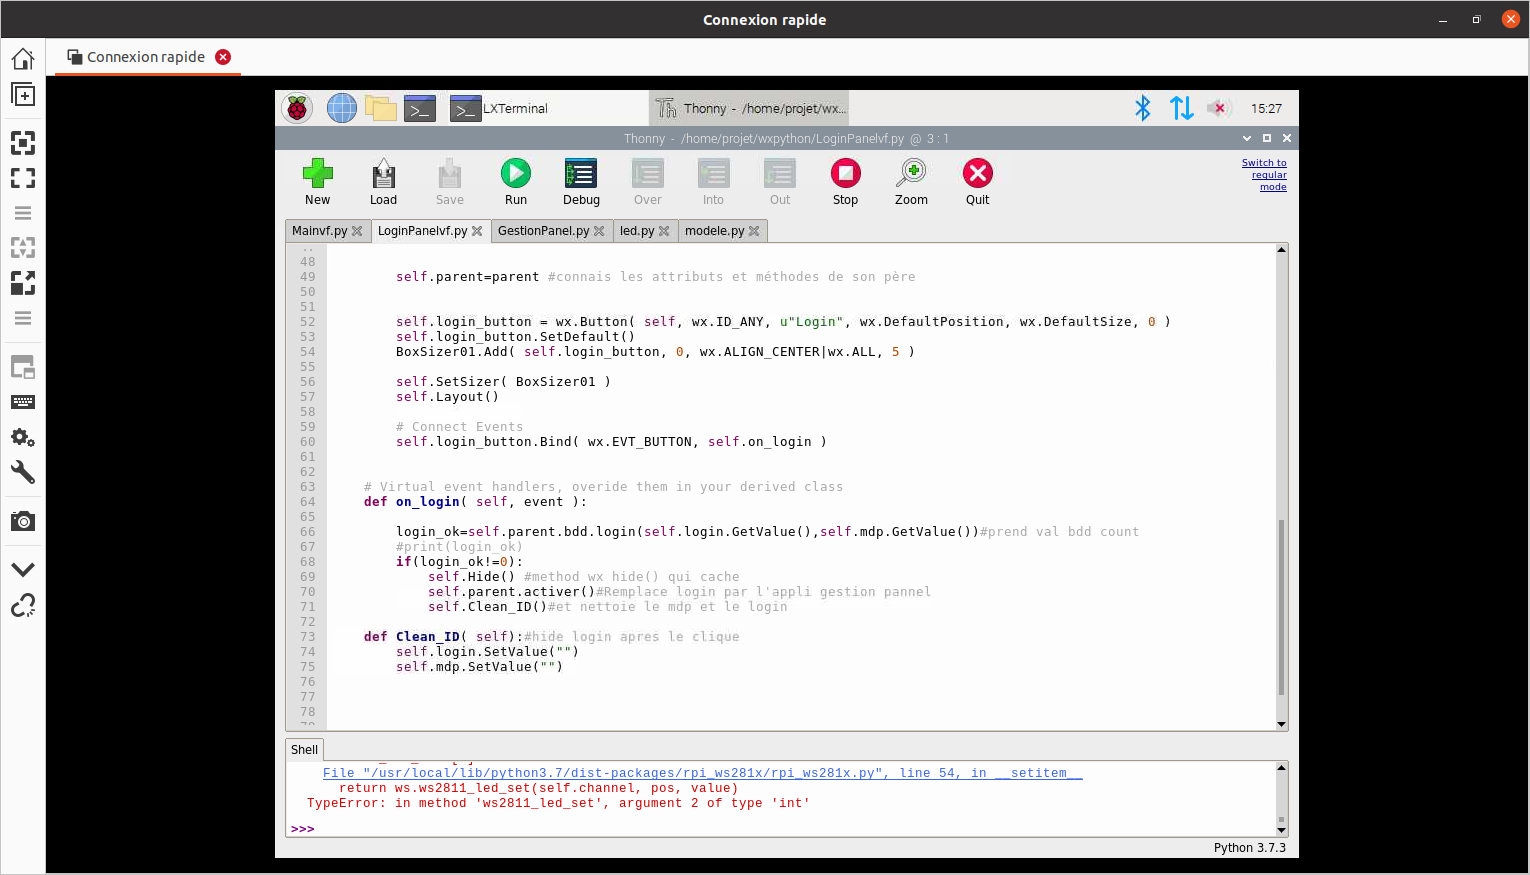 Connexion rapide
Connexion rapide
LXTerminal
Thonny - /home/projet/wx...
15:27
Thonny - /home/projet/wxpython/LoginPanelvf.py @ 3 : 1
New
Load
Save
Run
Debug
Over
Into
Out
Stop
Zoom
Quit
Switch to
regular
mode
Mainvf.py
LoginPanelvf.py
GestionPanel.py
led.py
modele.py
48
49 self.parent=parent #connais les attributs et méthodes de son père
50
51
52 self.login_button = wx.Button( self, wx.ID_ANY, u"Login", wx.DefaultPosition, wx.DefaultSize, 0 )
53 self.login_button.SetDefault()
54 BoxSizer01.Add( self.login_button, 0, wx.ALIGN_CENTER|wx.ALL, 5 )
55
56 self.SetSizer( BoxSizer01 )
57 self.Layout()
58
59 # Connect Events
60 self.login_button.Bind( wx.EVT_BUTTON, self.on_login )
61
62
63 # Virtual event handlers, overide them in your derived class
64 def on_login( self, event ):
65
66 login_ok=self.parent.bdd.login(self.login.GetValue(),self.mdp.GetValue())#prend val bdd count
67 #print(login_ok)
68 if(login_ok!=0):
69 self.Hide() #method wx hide() qui cache
70 self.parent.activer()#Remplace login par l'appli gestion pannel
71 self.Clean_ID()#et nettoie le mdp et le login
72
73 def Clean_ID( self):#hide login apres le clique
74 self.login.SetValue("")
75 self.mdp.SetValue("")
76
77
78
Shell
File "/usr/local/lib/python3.7/dist-packages/rpi_ws281x/rpi_ws281x.py", line 54, in __setitem__
return ws.ws2811_led_set(self.channel, pos, value)
TypeError: in method 'ws2811_led_set', argument 2 of type 'int'
>>>
Python 3.7.3